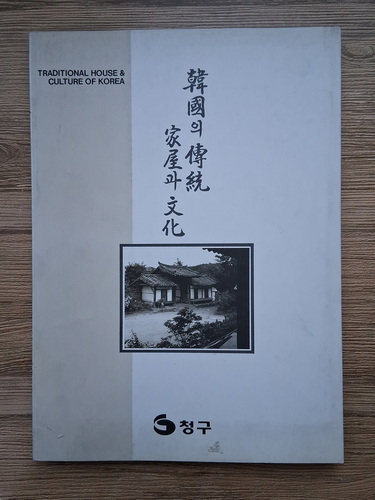 TRADITIONAL HOUSE &
CULTURE OF KOREA
韓國의 傳統
家屋과 文化
청구